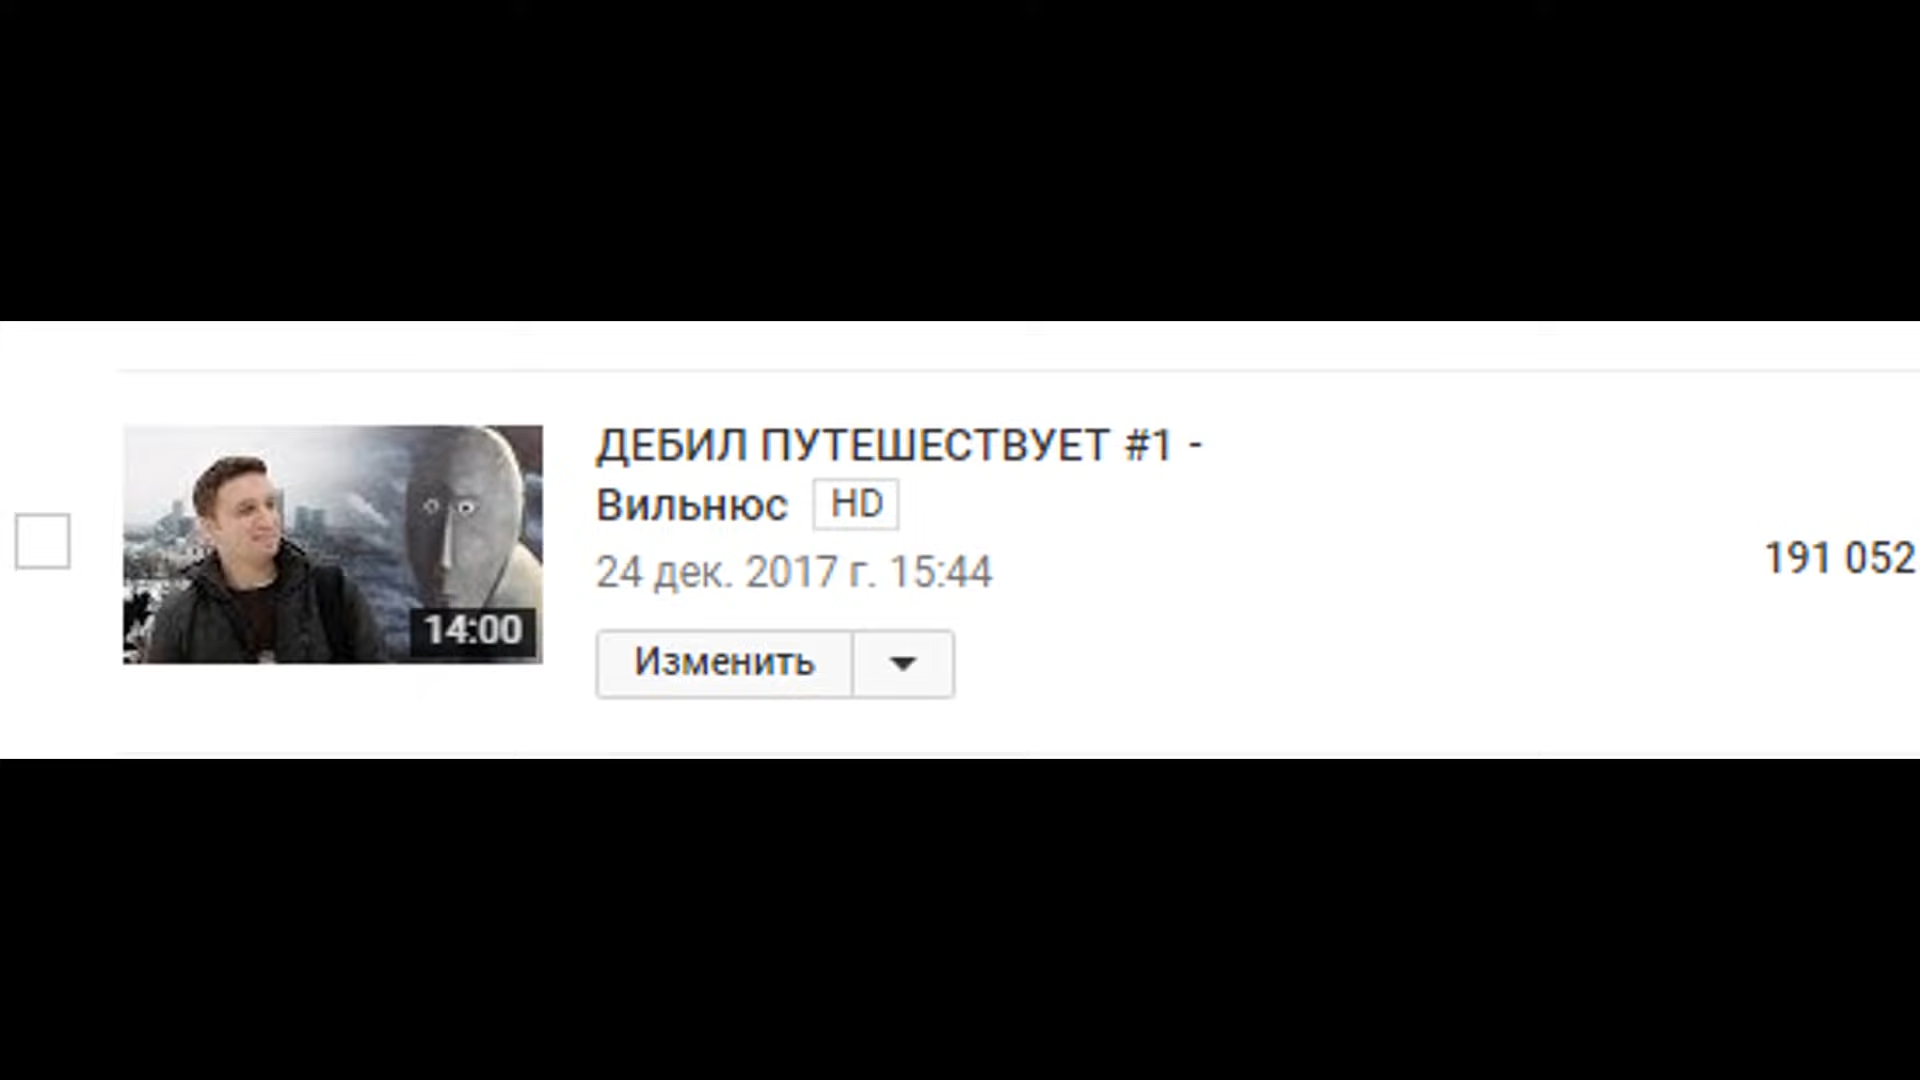 ДЕБИЛ ПУТЕШЕСТВУЕТ #1 -
Вильнюс HD
24 дек. 2017 г. 15:44
191 052
14:00
Изменить